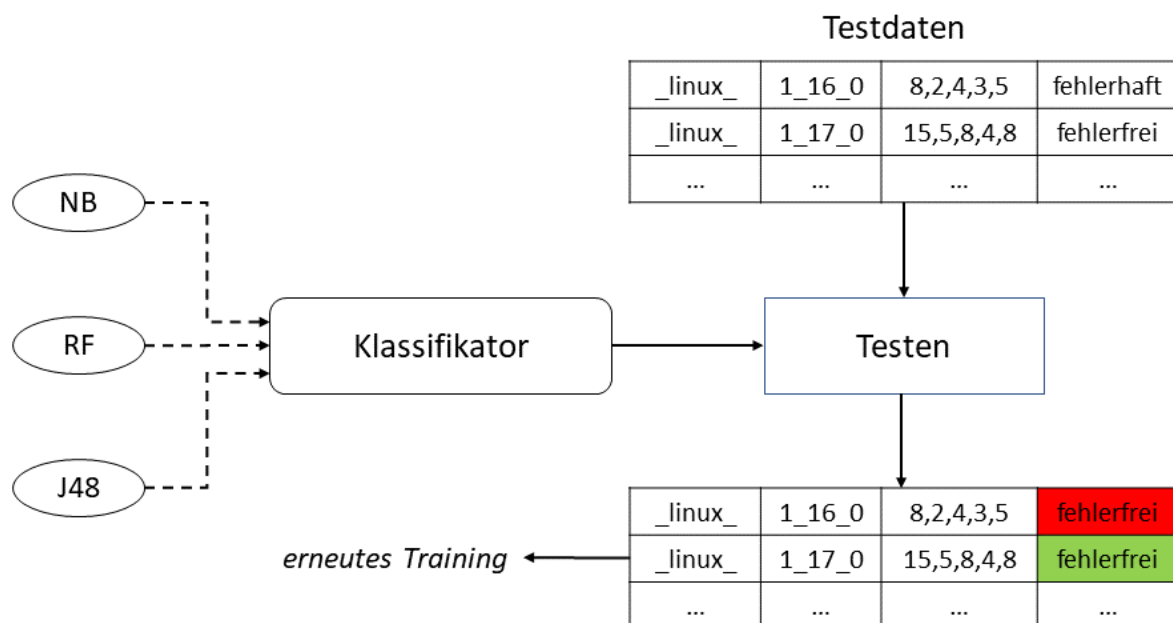 Testdaten
_linux_ 1_16_0 8,2,4,3,5 fehlerhaft
_linux_ 1_17_0 15,5,8,4,8 fehlerfrei
... ... ... ...
NB
RF
J48
Klassifikator
Testen
_linux_ 1_16_0 8,2,4,3,5 fehlerfrei
_linux_ 1_17_0 15,5,8,4,8 fehlerfrei
... ... ... ...
erneutes Training